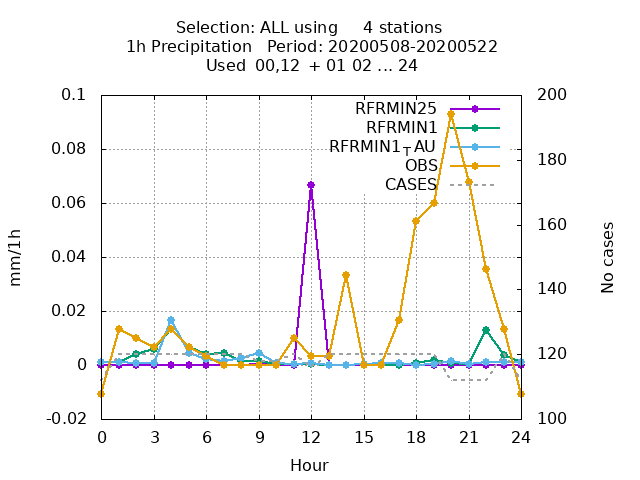 Selection: ALL using     4 stations
1h Precipitation   Period: 20200508-20200522
Used  00,12  + 01 02 ... 24
0.1
0.08
0.06
0.04
0.02
0
-0.02
mm/1h
RFRMIN25
RFRMIN1
RFRMIN1┬AU
OBS
CASES
200
180
160
140
120
100
No cases
0 3 6 9 12 15 18 21 24
Hour